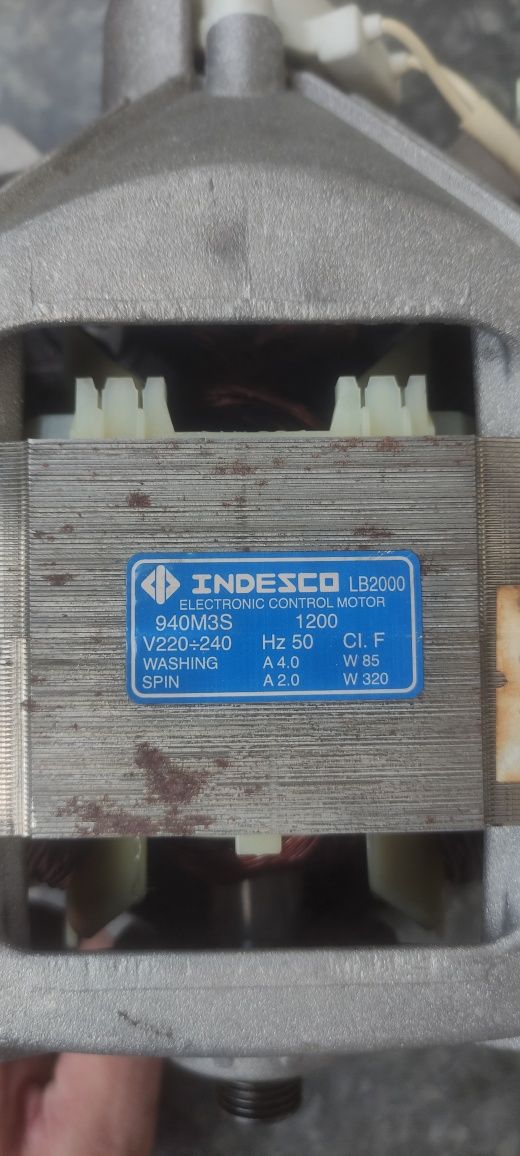 INDESCO LB2000
ELECTRONIC CONTROL MOTOR
940M3S 1200
V220÷240 Hz 50 Cl. F
WASHING A 4.0 W 85
SPIN A 2.0 W 320